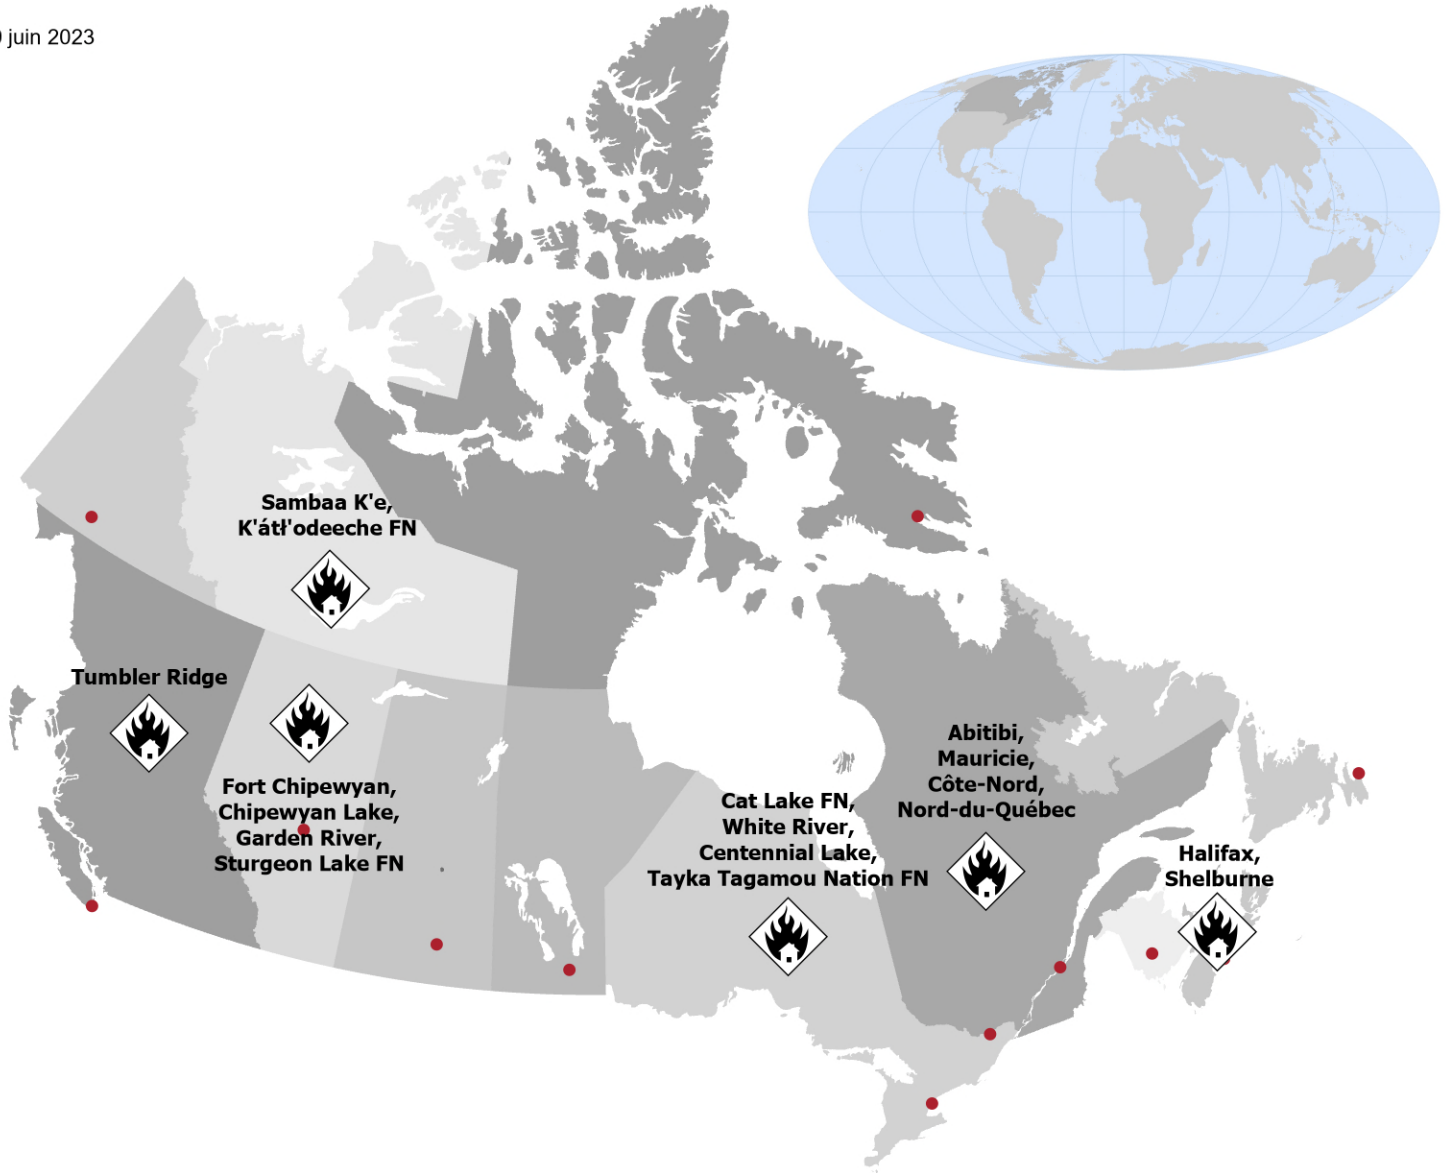 juin 2023
Sambaa K'e,
K'átł'odeeche FN
Tumbler Ridge
Fort Chipewyan,
Chipewyan Lake,
Garden River,
Sturgeon Lake FN
Cat Lake FN,
White River,
Centennial Lake,
Tayka Tagamou Nation FN
Abitibi,
Mauricie,
Côte-Nord,
Nord-du-Québec
Halifax,
Shelburne